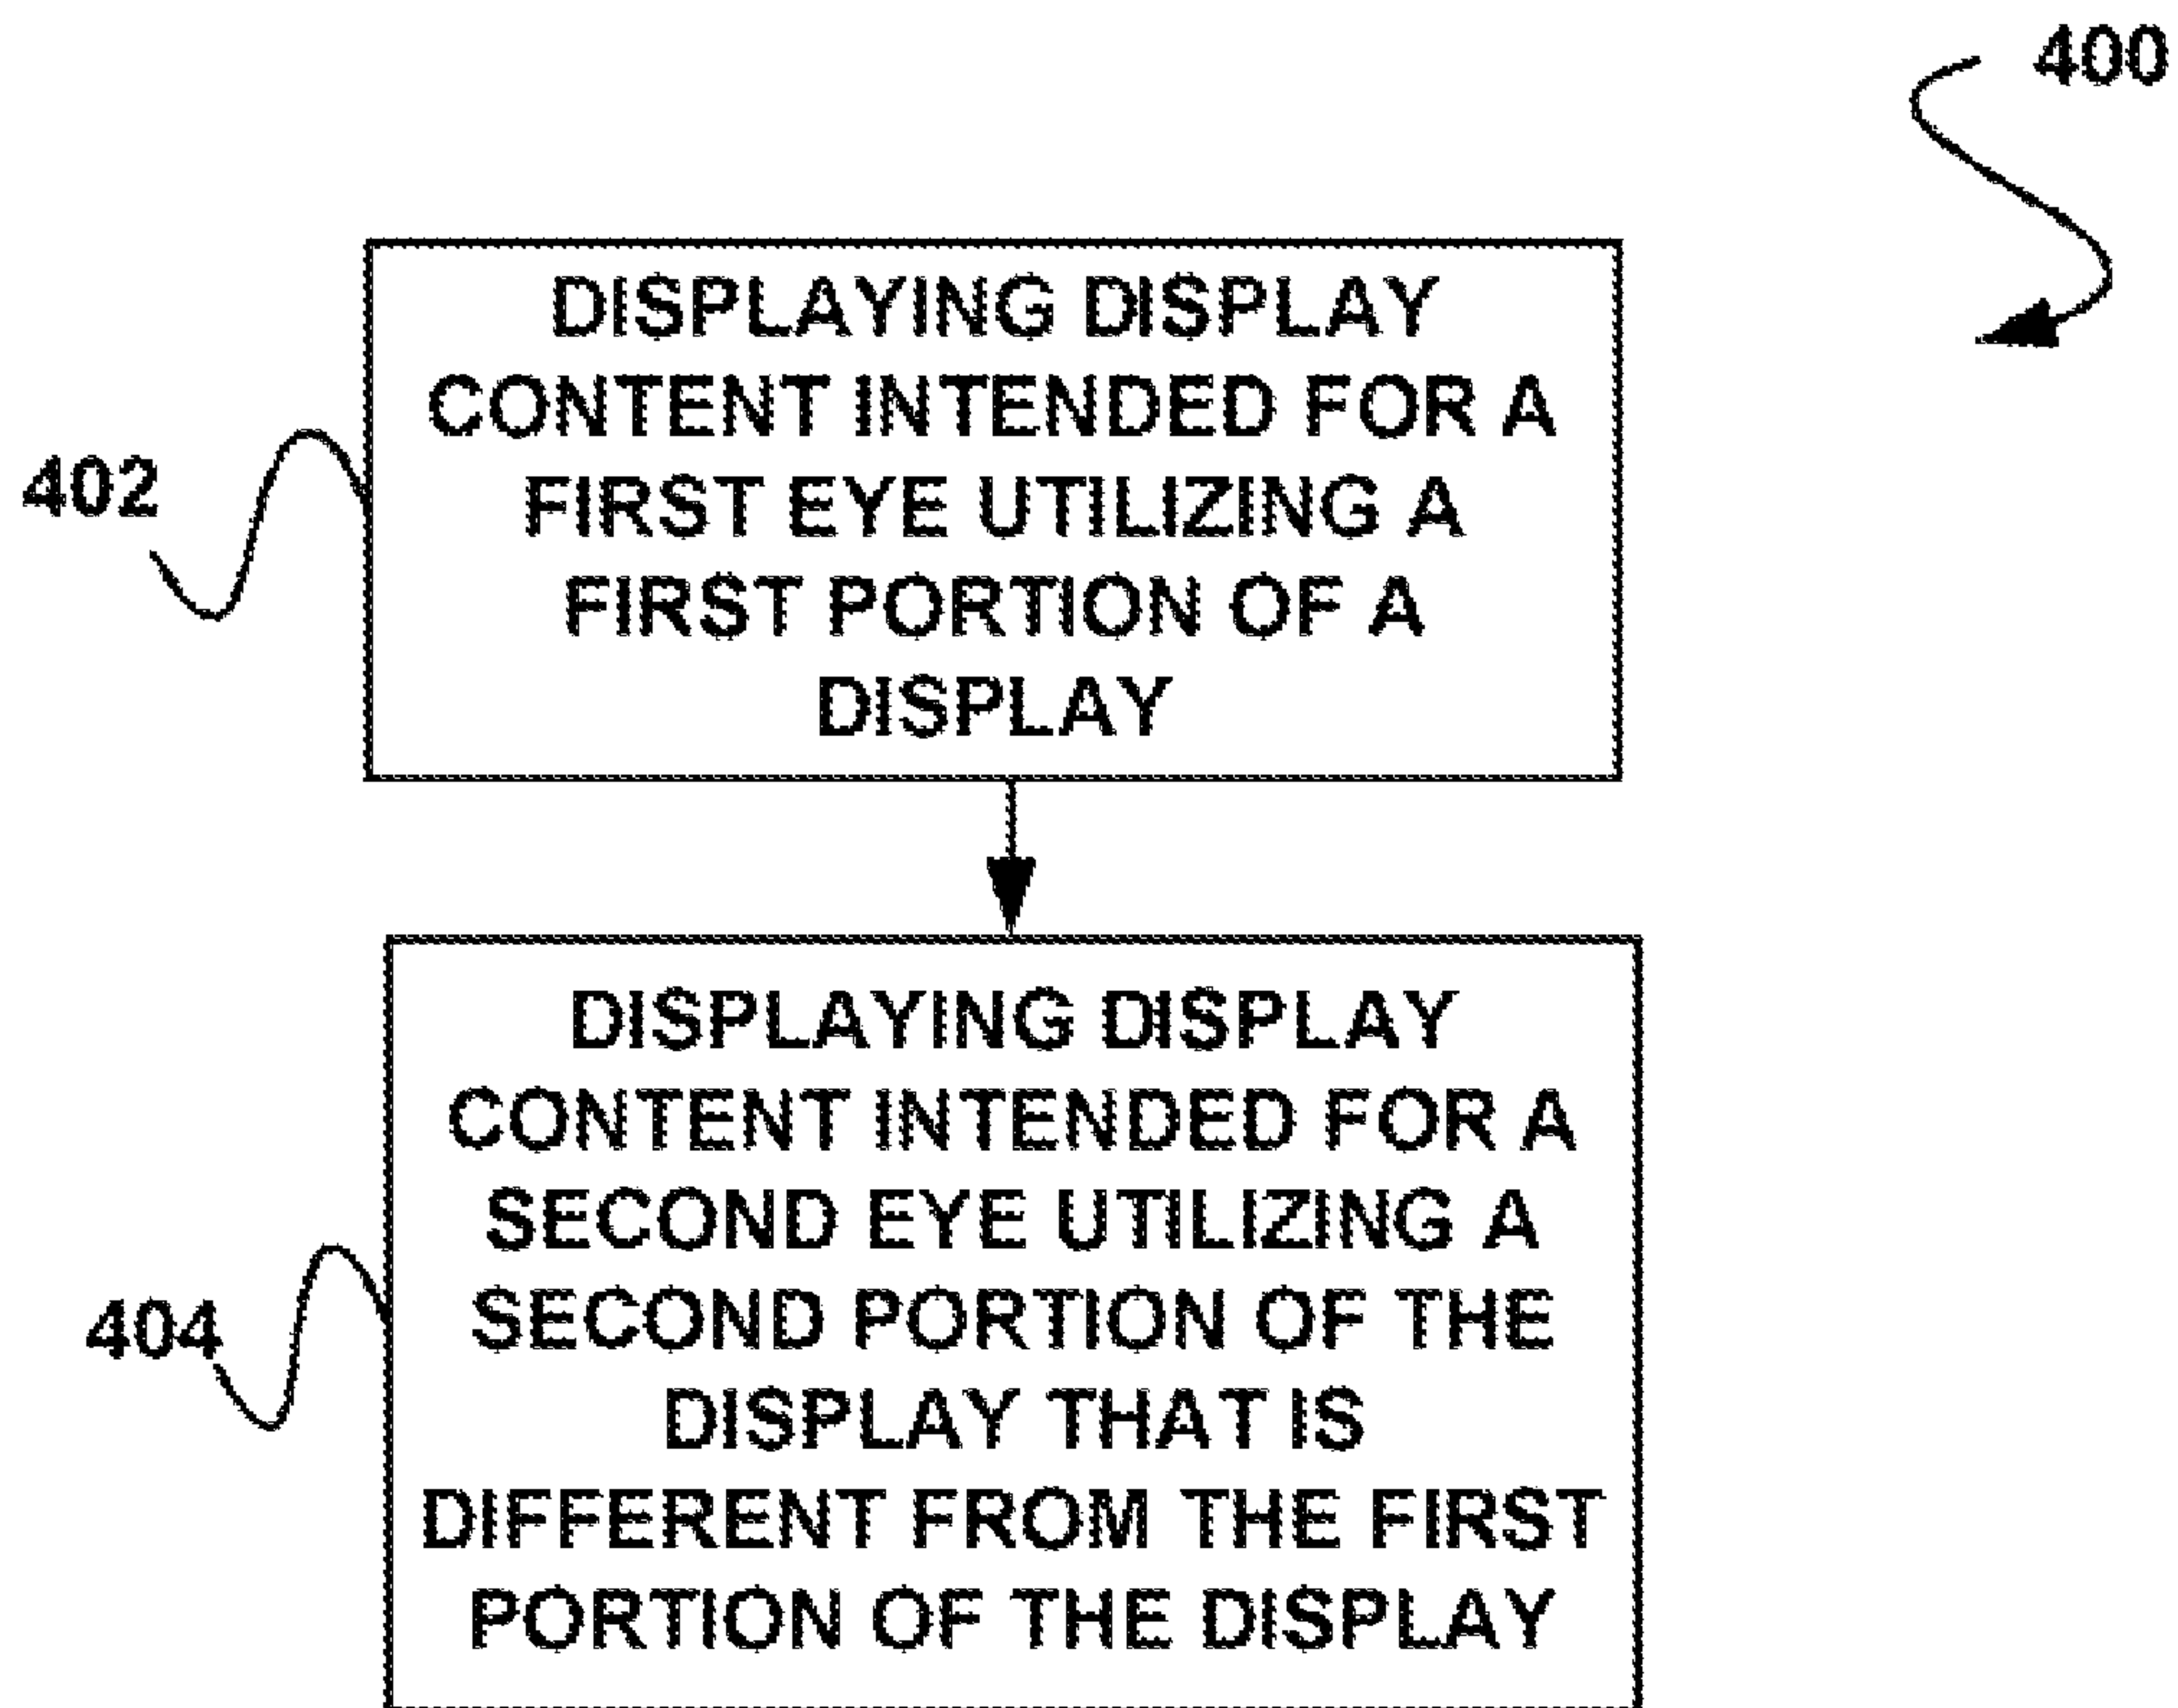 400
DISPLAYING DISPLAY
CONTENT INTENDED FOR A
FIRST EYE UTILIZING A
FIRST PORTION OF A
DISPLAY
402
DISPLAYING DISPLAY
CONTENT INTENDED FOR A
SECOND EYE UTILIZING A
SECOND PORTION OF THE
DISPLAY THAT IS
DIFFERENT FROM THE FIRST
PORTION OF THE DISPLAY
404